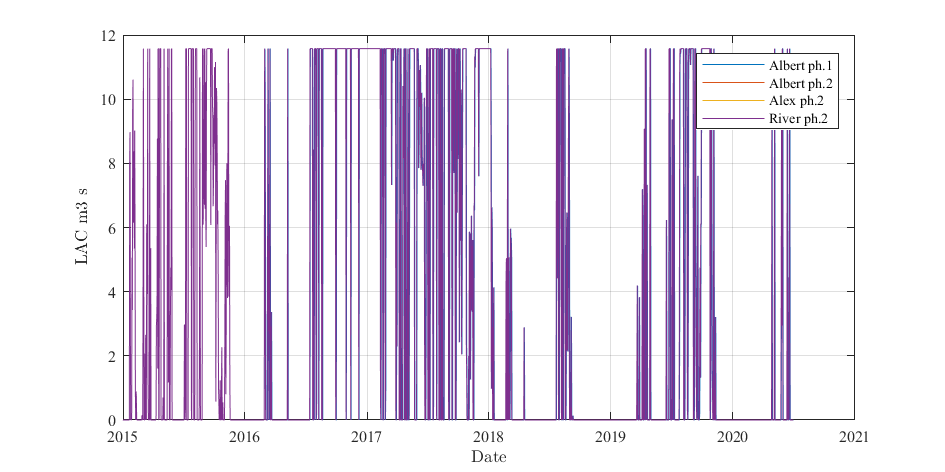 12
10
8
6
4
2
0
LAC m3 s
2015 2016 2017 2018 2019 2020 2021
Date
Albert ph.1
Albert ph.2
Alex ph.2
River ph.2